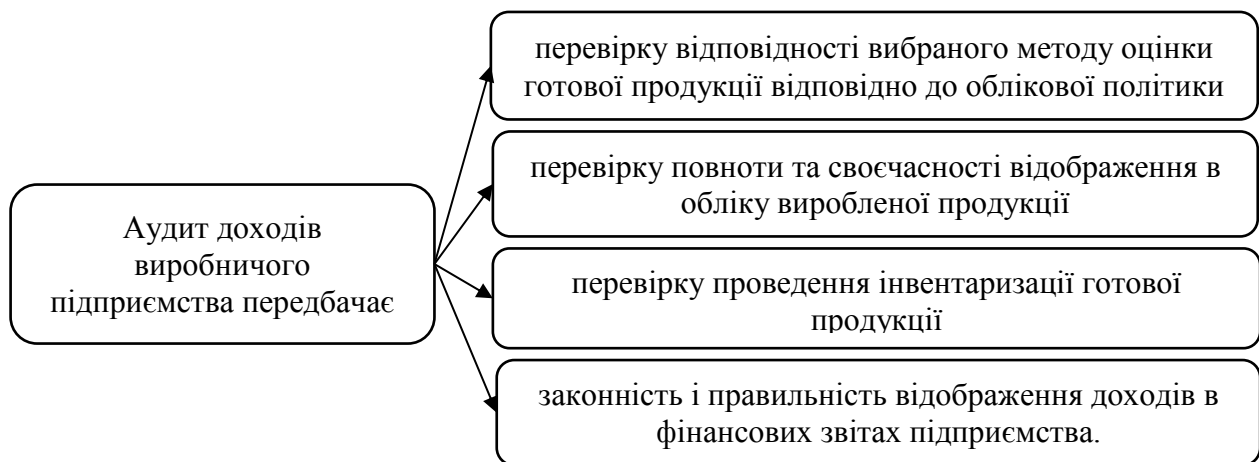 Аудит доходів
виробничого
підприємства передбачає
перевірку відповідності вибраного методу оцінки
готової продукції відповідно до облікової політики
перевірку повноти та своєчасності відображення в
обліку виробленої продукції
перевірку проведення інвентаризації готової
продукції
законність і правильність відображення доходів в
фінансових звітах підприємства.